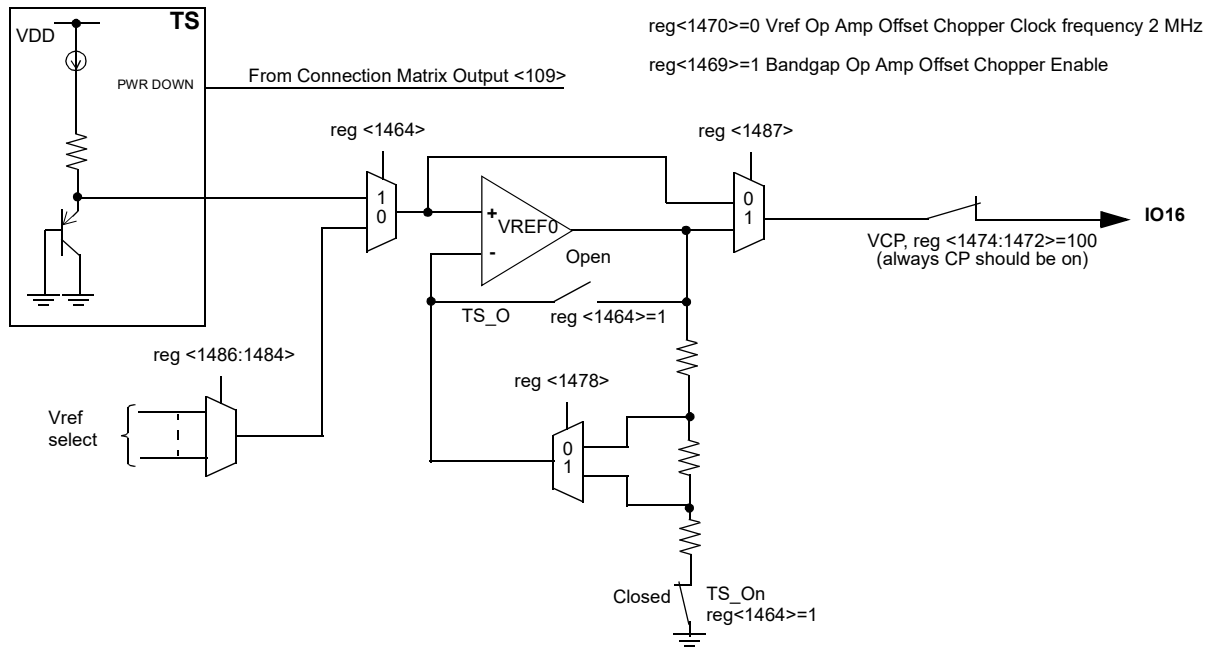 TS
VDD
PWR DOWN
From Connection Matrix Output <109>
reg<1470>=0 Vref Op Amp Offset Chopper Clock frequency 2 MHz
reg<1469>=1 Bandgap Op Amp Offset Chopper Enable
reg <1464>
1
0
reg <1487>
0
1
+
VREF0
-
Open
TS_O
reg <1464>=1
VCP, reg <1474:1472>=100
(always CP should be on)
IO16
reg <1486:1484>
Vref
select
reg <1478>
0
1
Closed
TS_On
reg<1464>=1